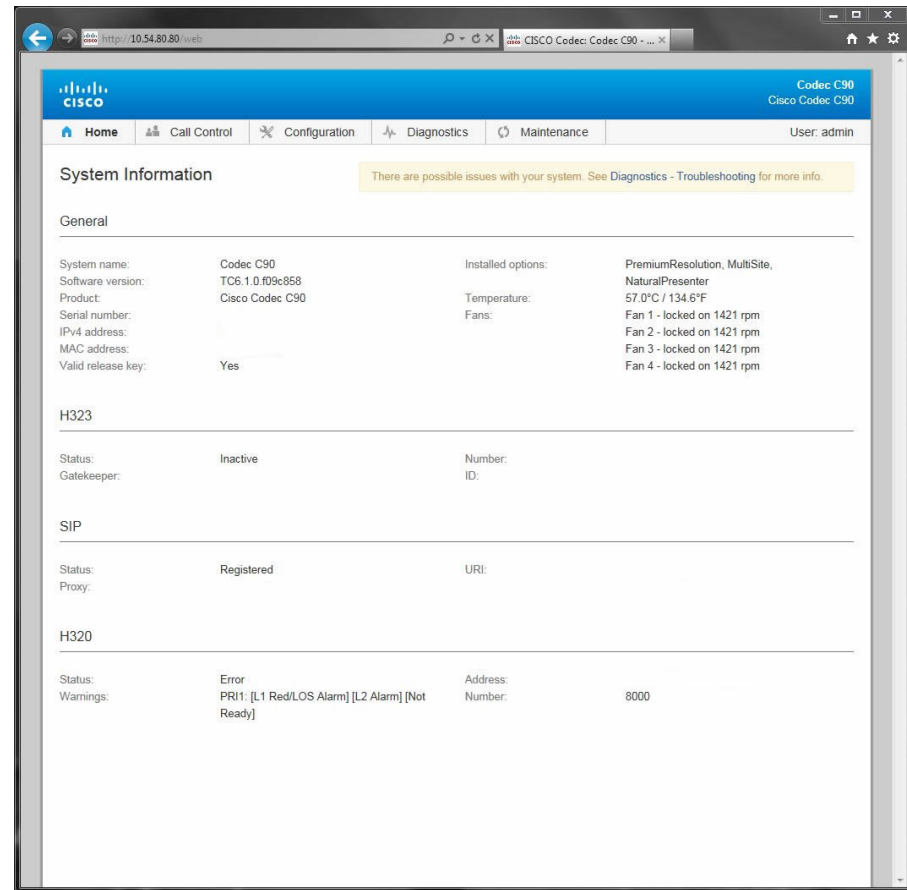 http://10.54.80.80/web
CISCO Codec: Codec C90 - ...
CISCO
Codec C90
Cisco Codec C90
Home
Call Control
Configuration
Diagnostics
Maintenance
User: admin
System Information
There are possible issues with your system. See Diagnostics - Troubleshooting for more info.
General
System name: Codec C90
Software version: TC6.1.0.f09c858
Product: Cisco Codec C90
Serial number:
IPv4 address:
MAC address:
Valid release key: Yes
Installed options: PremiumResolution, MultiSite,
NaturalPresenter
Temperature: 57.0°C / 134.6°F
Fans: Fan 1 - locked on 1421 rpm
Fan 2 - locked on 1421 rpm
Fan 3 - locked on 1421 rpm
Fan 4 - locked on 1421 rpm
H323
Status: Inactive
Gatekeeper:
Number:
ID:
SIP
Status: Registered
Proxy:
URI:
H320
Status: Error
Warnings: PRI1: [L1 Red/LOS Alarm] [L2 Alarm] [Not
Ready]
Address:
Number: 8000